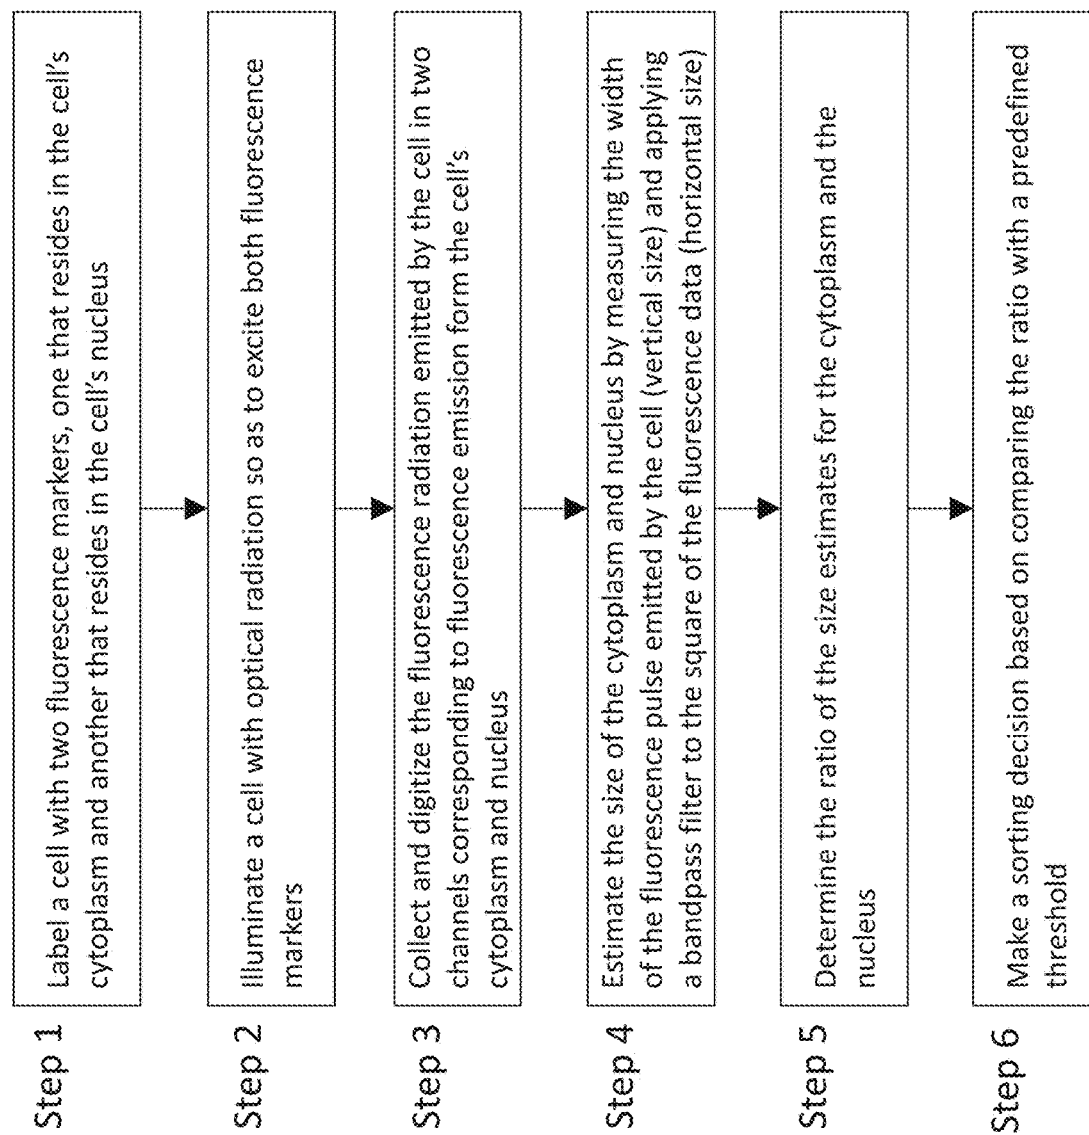 Step 1
Label a cell with two fluorescence markers, one that resides in the cell's
cytoplasm and another that resides in the cell's nucleus
Step 2
Illuminate a cell with optical radiation so as to excite both fluorescence
markers
Step 3
Collect and digitize the fluorescence radiation emitted by the cell in two
channels corresponding to fluorescence emission form the cell's
cytoplasm and nucleus
Step 4
Estimate the size of the cytoplasm and nucleus by measuring the width
of the fluorescence pulse emitted by the cell (vertical size) and applying
a bandpass filter to the square of the fluorescence data (horizontal size)
Step 5
Determine the ratio of the size estimates for the cytoplasm and the
nucleus
Step 6
Make a sorting decision based on comparing the ratio with a predefined
threshold